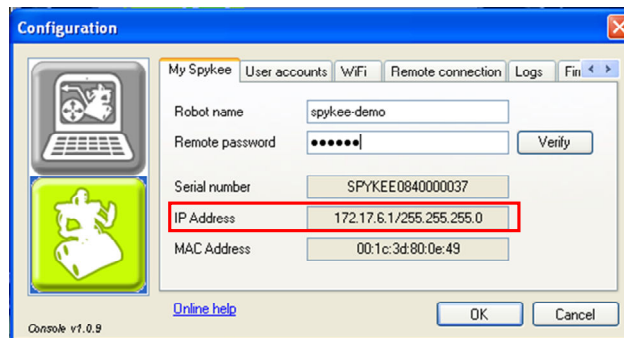 Configuration
My Spykee User accounts WiFi Remote connection Logs Fin
Robot name spykee-demo
Remote password ●●●●●●
Verify
Serial number SPYKEE0840000037
IP Address 172.17.6.1/255.255.255.0
MAC Address 00:1c:3d:80:0e:49
Online help
OK Cancel
Console v1.0.9